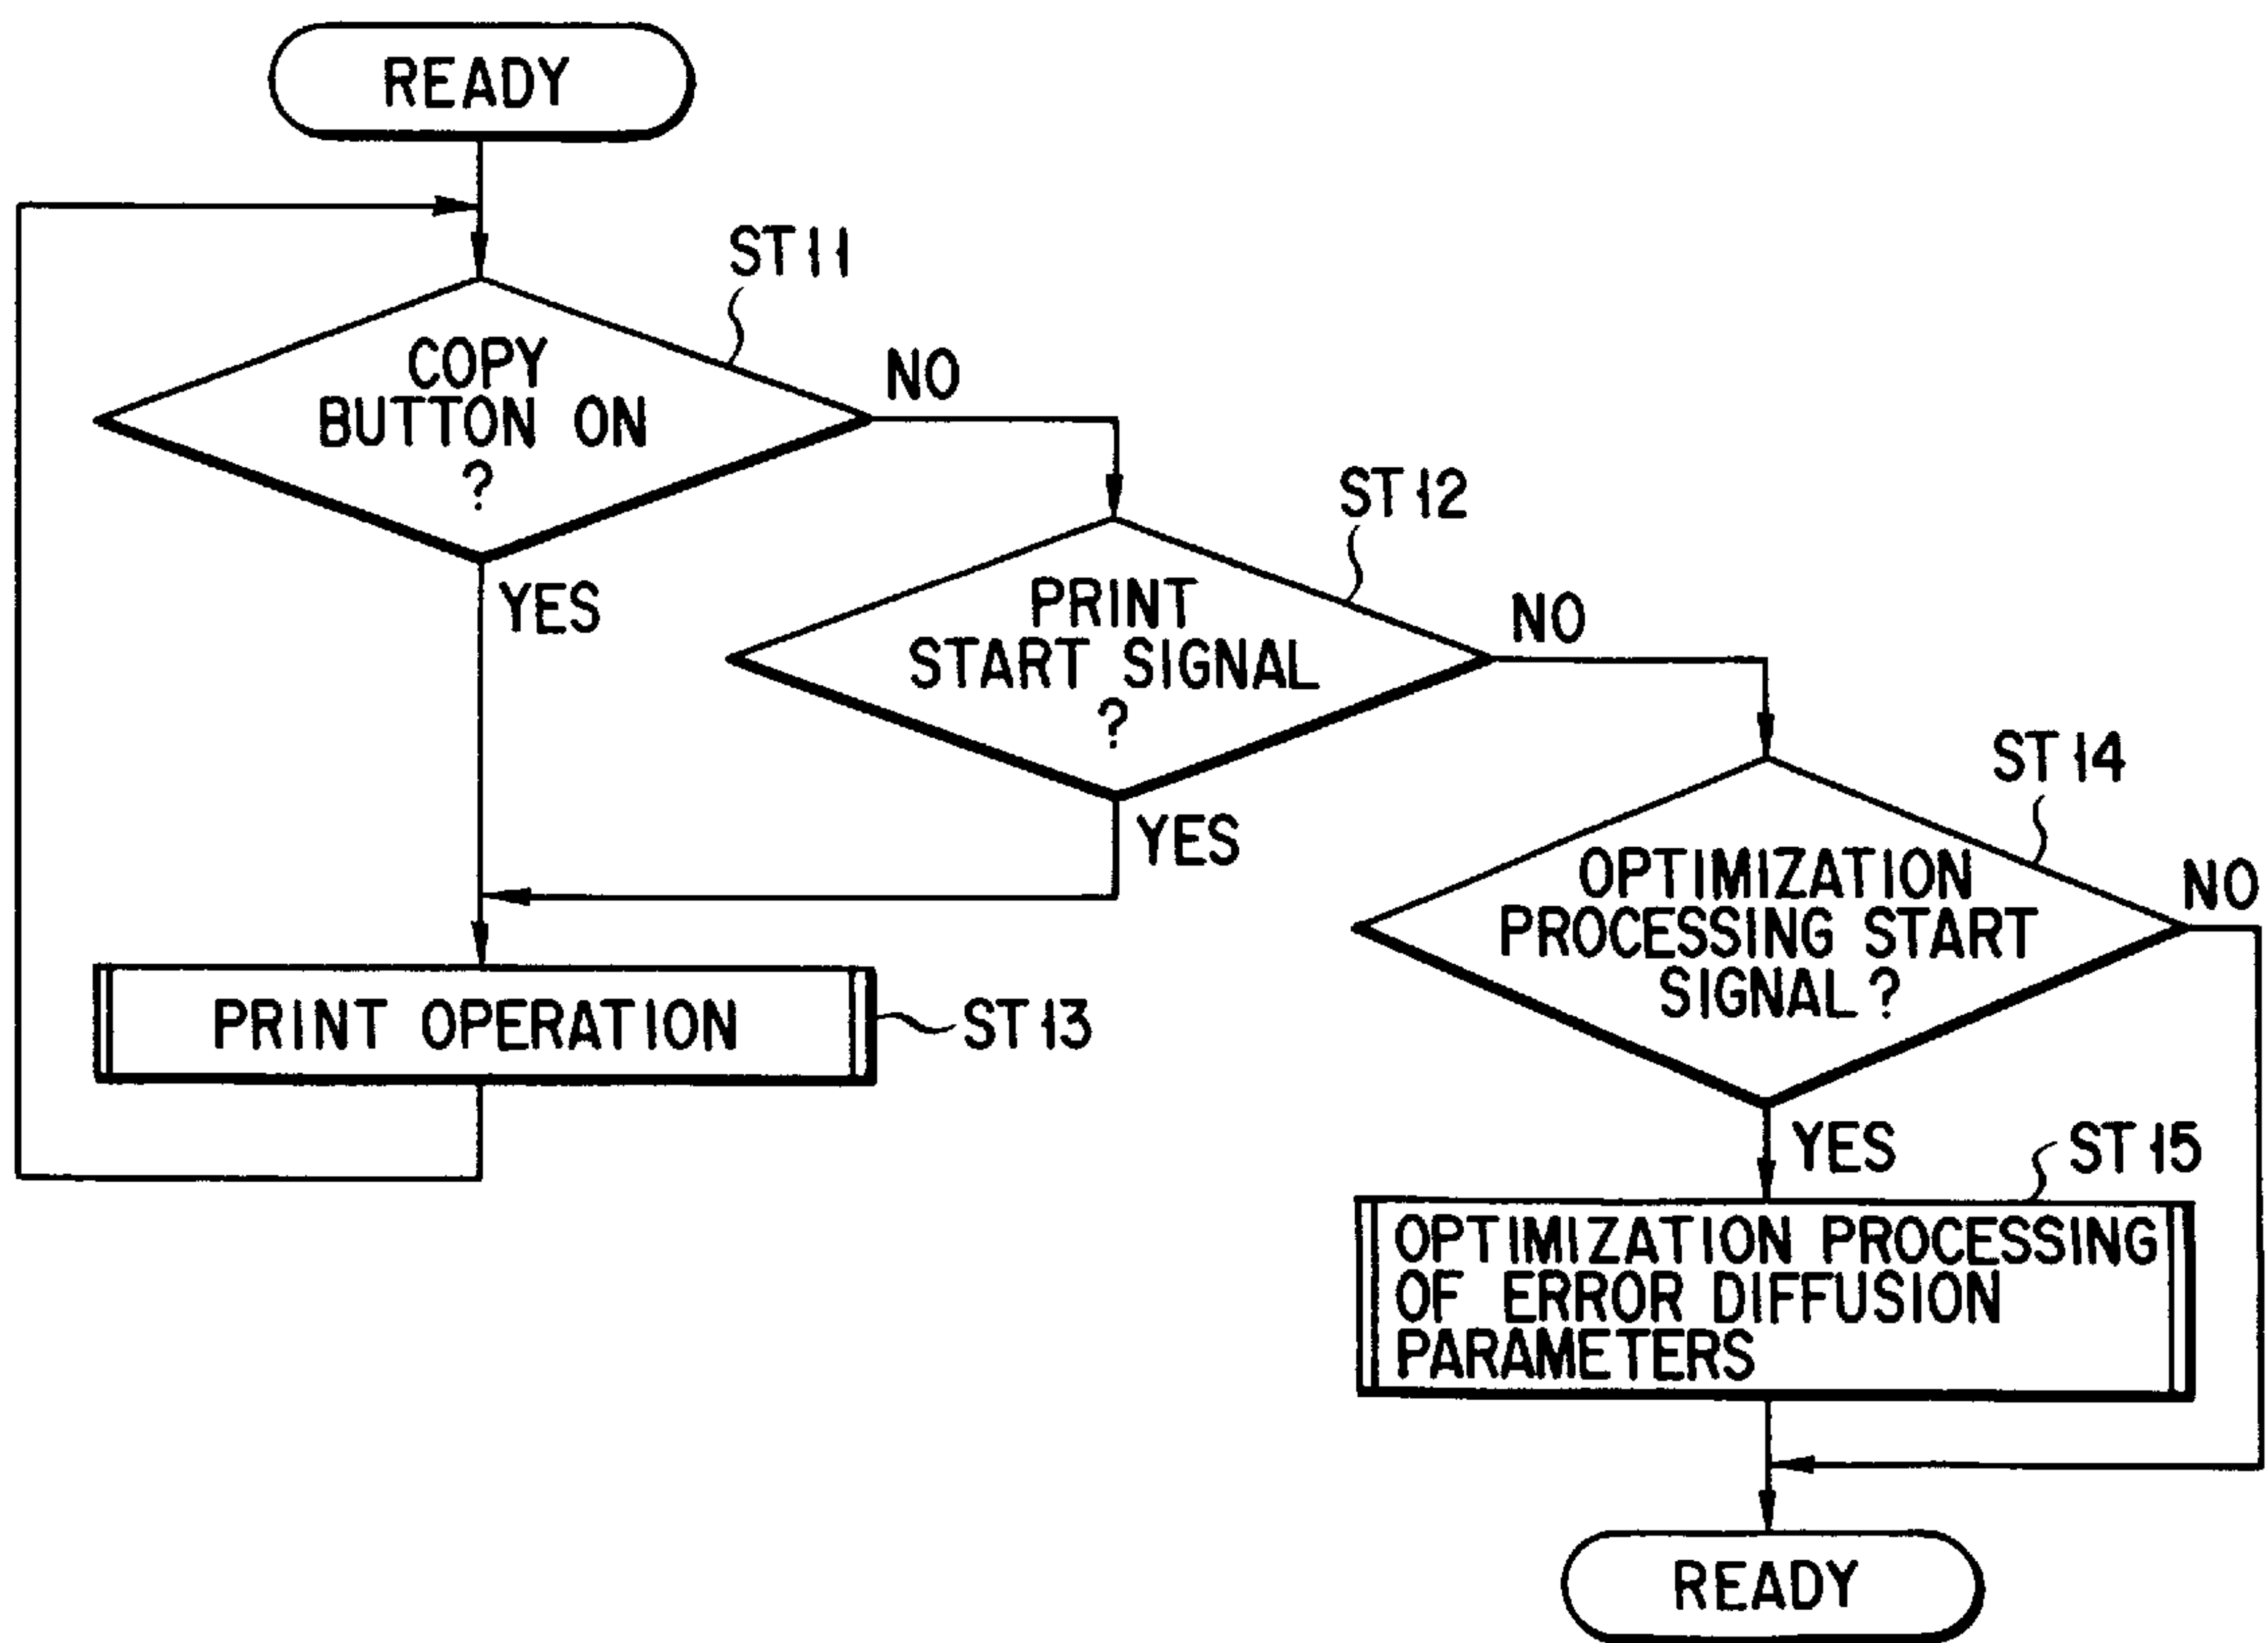 READY
ST11
COPY
BUTTON ON
?
NO
YES
ST12
PRINT
START SIGNAL
?
NO
YES
ST14
OPTIMIZATION
PROCESSING START
SIGNAL?
NO
YES
PRINT OPERATION
ST13
ST15
OPTIMIZATION PROCESSING
OF ERROR DIFFUSION
PARAMETERS
READY